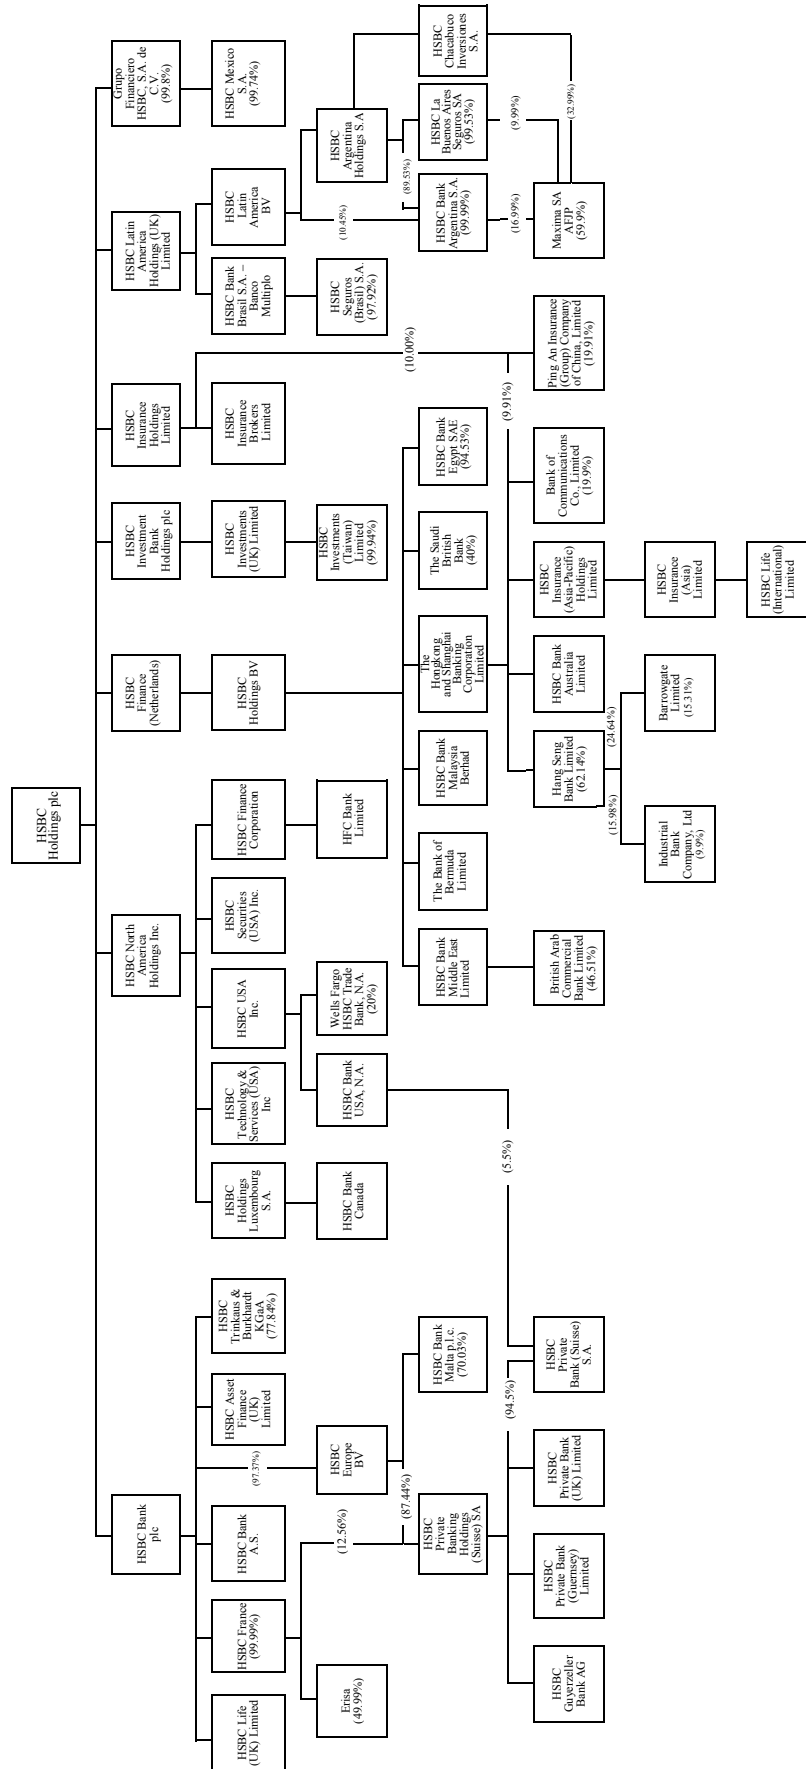 HSBC
Holdings plc
HSBC Bank
plc
HSBC North
America
Holdings Inc.
HSBC
Finance
(Netherlands)
HSBC
Investment
Bank
Holdings plc
HSBC
Insurance
Holdings
Limited
HSBC Latin
America
Holdings (UK)
Limited
Grupo
Financiero
HSBC, S.A. de
C.V.
(99.8%)
HSBC Life
(UK) Limited
HSBC France
(99.99%)
HSBC Bank
A.S.
(97.37%)
HSBC Asset
Finance
(UK)
Limited
HSBC
Trinkaus &
Burkhardt
KGaA
(77.84%)
HSBC
Holdings
Luxembourg
S.A.
HSBC
Technology &
Services (USA)
Inc
HSBC USA
Inc.
HSBC
Securities
(USA) Inc.
HSBC Finance
Corporation
HSBC
Holdings BV
HSBC
Investments
(UK) Limited
HSBC
Insurance
Brokers
Limited
HSBC Bank
Brasil S.A. –
Banco
Multiplo
HSBC
Latin
America
BV
HSBC Mexico
S.A.
(99.74%)
Erisa
(49.99%)
(12.56%)
HSBC
Europe
BV
HSBC Bank
Canada
HSBC Bank
USA, N.A.
Wells Fargo
HSBC Trade
Bank, N.A.
(20%)
HFC Bank
Limited
HSBC
Investments
(Taiwan)
Limited
(99.94%)
HSBC
Seguros
(Brasil) S.A.
(97.92%)
(10.45%)
HSBC
Argentina
Holdings S.A
(87.44%)
(10.00%)
(89.53%)
HSBC
Private
Banking
Holdings
(Suisse) SA
HSBC Bank
Malta p.l.c.
(70.03%)
HSBC Bank
Middle East
Limited
The Bank of
Bermuda
Limited
HSBC Bank
Malaysia
Berhad
The
Hongkong
and Shanghai
Banking
Corporation
Limited
The Saudi
British
Bank
(40%)
HSBC Bank
Egypt SAE
(94.53%)
HSBC Bank
Argentina S.A.
(99.99%)
HSBC La
Buenos Aires
Seguros SA
(99.53%)
HSBC
Chacabuco
Inversiones
S.A.
(94.5%)
(5.5%)
(9.91%)
(16.99%)
(9.99%)
(32.99%)
HSBC
Guyerzeller
Bank AG
HSBC
Private Bank
(Guernsey)
Limited
HSBC
Private Bank
(UK) Limited
HSBC
Private
Bank (Suisse)
S.A.
British Arab
Commercial
Bank Limited
(46.51%)
Hang Seng
Bank Limited
(62.14%)
HSBC Bank
Australia
Limited
HSBC
Insurance
(Asia-Pacific)
Holdings
Limited
Bank of
Communications
Co., Limited
(19.9%)
Ping An Insurance
(Group) Company
of China, Limited
(19.91%)
Maxima SA
AFJP
(59.9%)
(15.98%)
(24.64%)
Industrial
Bank
Company, Ltd
(9.9%)
Barrowgate
Limited
(15.31%)
HSBC
Insurance
(Asia)
Limited
HSBC Life
(International)
Limited